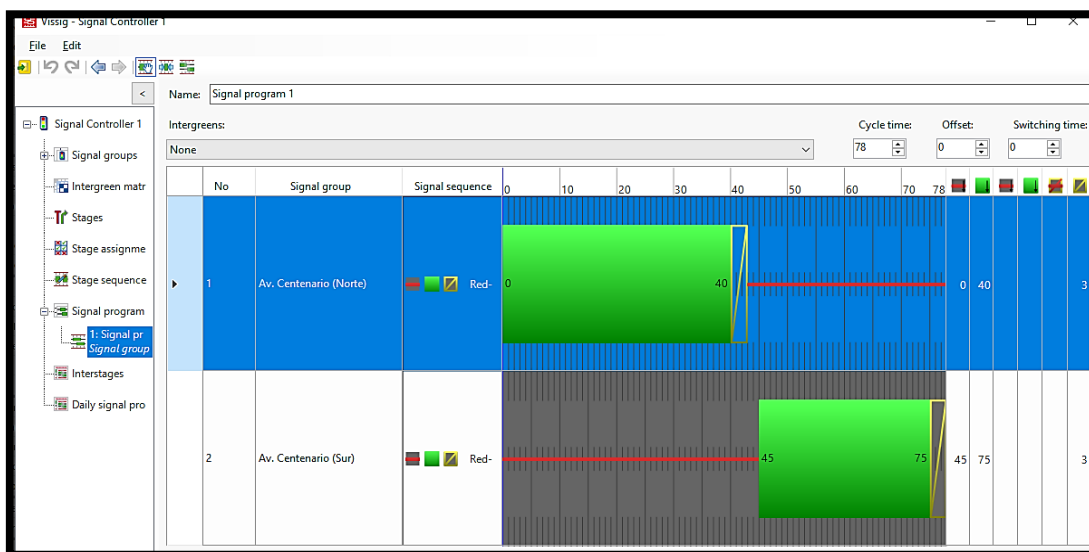 Vissig - Signal Controller 1
File Edit
< Name: Signal program 1
Signal Controller 1 Intergreens: Cycle time: Offset: Switching time:
None 78 0 0
Signal groups
No Signal group Signal sequence 0 10 20 30 40 50 60 70 78
Intergreen matr
Stages
Stage assignme
Stage sequence
1 Av. Centenario (Norte) Red- 0 40 0 40 3
Signal program
1: Signal pr
Signal group
Interstages
Daily signal pro
2 Av. Centenario (Sur) Red- 45 75 45 75 3